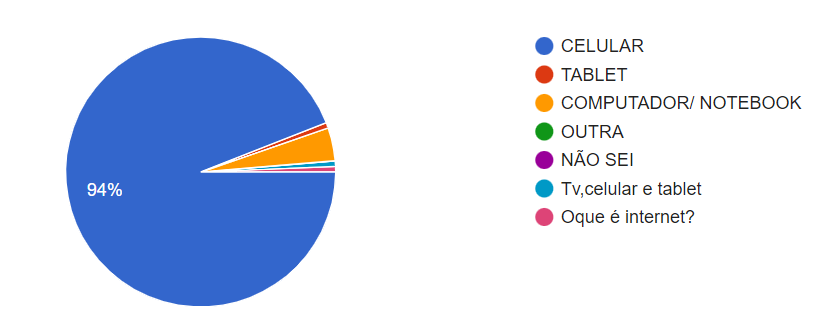 94%
CELULAR
TABLET
COMPUTADOR/ NOTEBOOK
OUTRA
NÃO SEI
Tv,celular e tablet
Oque é internet?